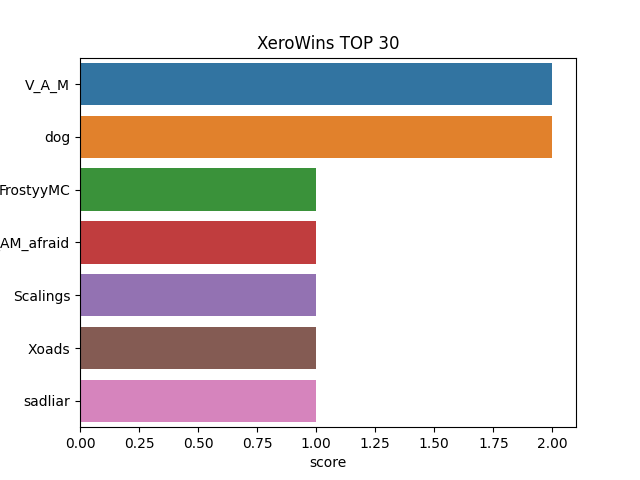 XeroWins TOP 30
V_A_M
dog
FrostyyMC
AM_afraid
Scalings
Xoads
sadliar
0.00 0.25 0.50 0.75 1.00 1.25 1.50 1.75 2.00
score